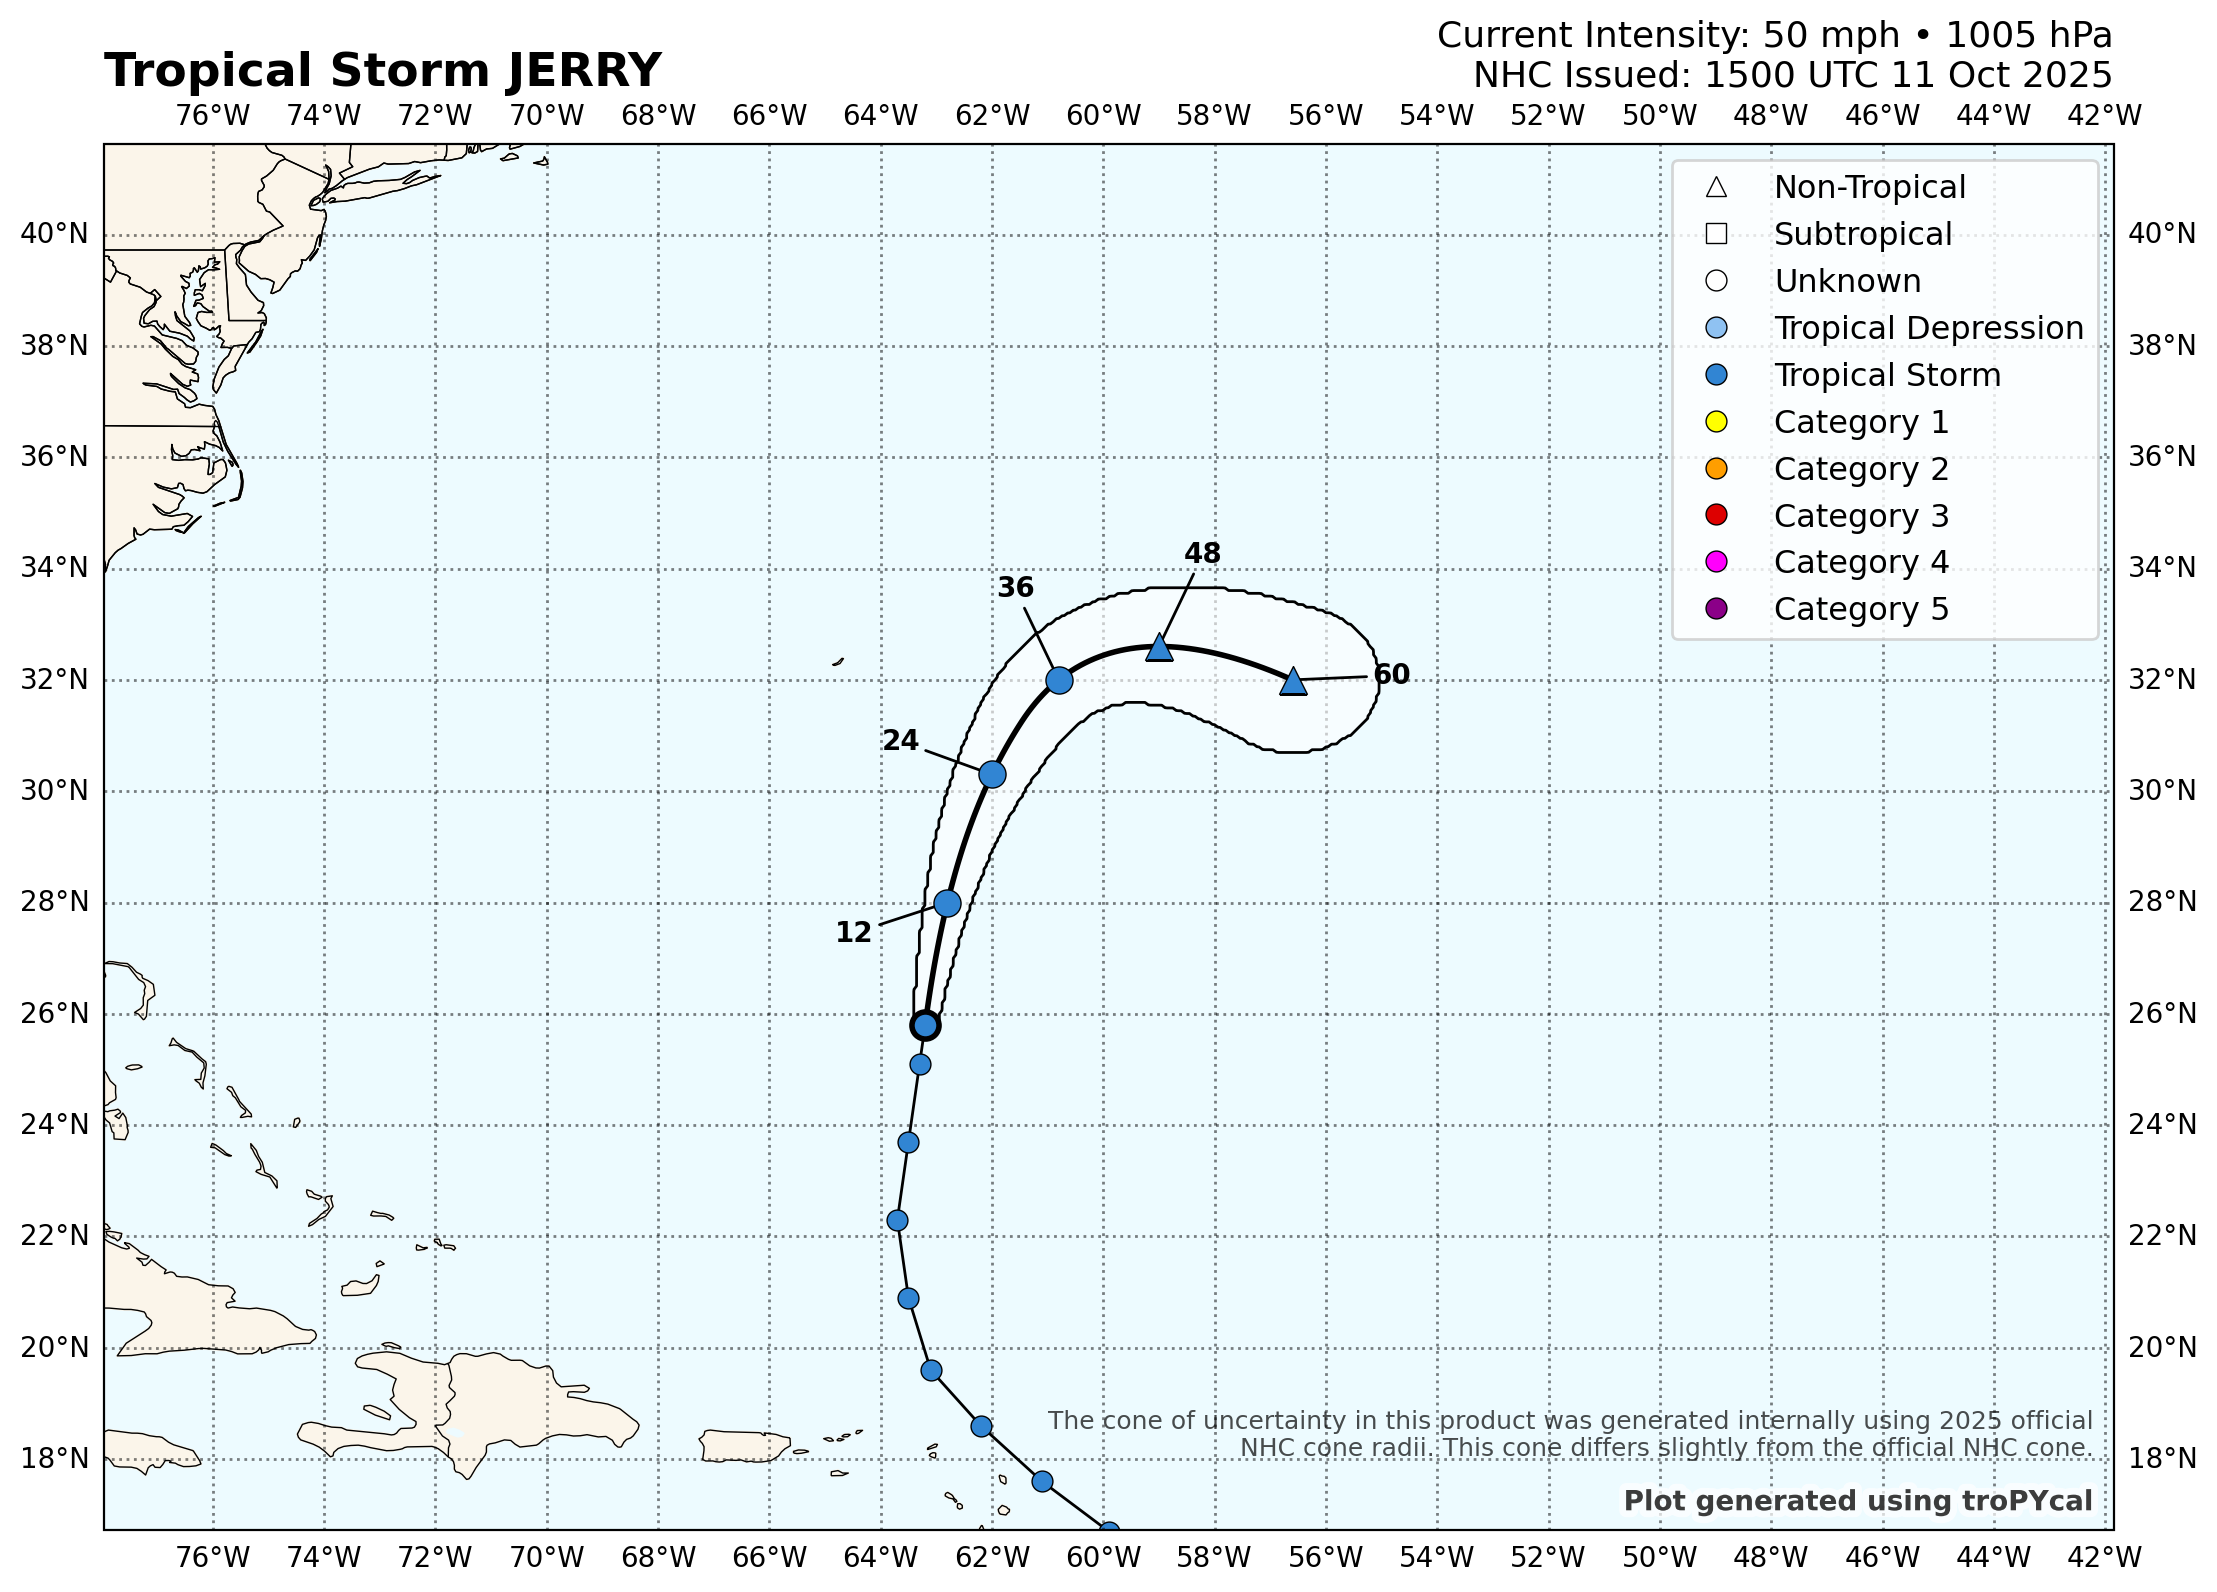 Current Intensity: 50 mph • 1005 hPa
Tropical Storm JERRY
NHC Issued: 1500 UTC 11 Oct 2025
76°W 74°W 72°W 70°W 68°W 66°W 64°W 62°W 60°W 58°W 56°W 54°W 52°W 50°W 48°W 46°W 44°W 42°W
Non-Tropical
40°N Subtropical 40°N
Unknown
Tropical Depression
38°N 38°N
Tropical Storm
Category 1
36°N 36°N
Category 2
Category 3
48
34°N Category 4 34°N
36
Category 5
60
32°N 32°N
24
30°N 30°N
28°N 28°N
12
26°N 26°N
24°N 24°N
22°N 22°N
20°N 20°N
The cone of uncertainty in this product was generated internally using 2025 official
NHC cone radii. This cone differs slightly from the official NHC cone.
18°N 18°N
Plot generated using troPYcal
76°W 74°W 72°W 70°W 68°W 66°W 64°W 62°W 60°W 58°W 56°W 54°W 52°W 50°W 48°W 46°W 44°W 42°W